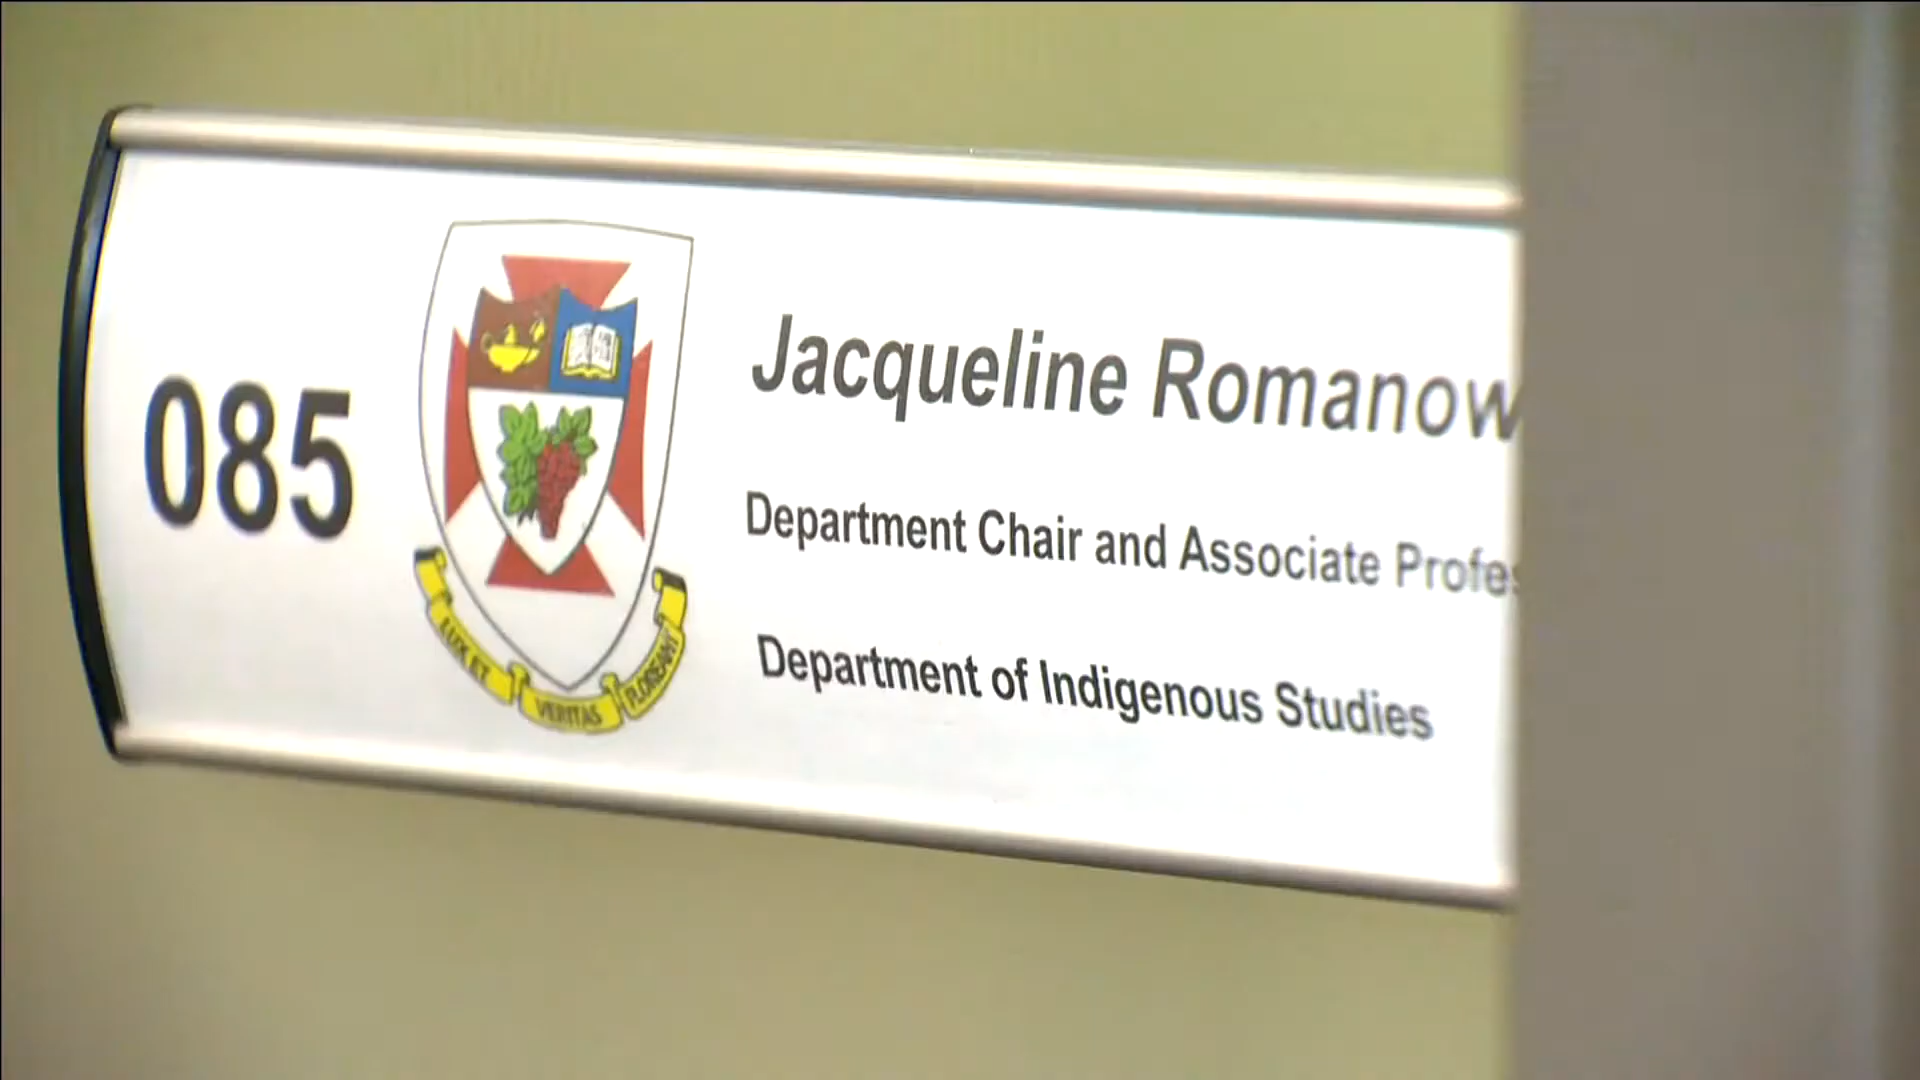 085
Jacqueline Romanow
Department Chair and Associate Profes
Department of Indigenous Studies
LUX ET VERITAS FLOREANT